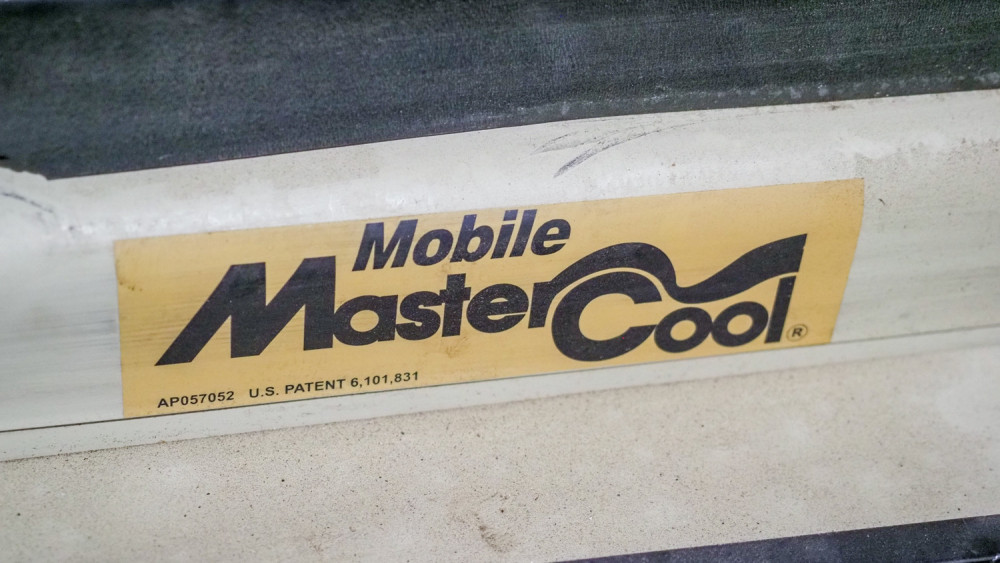 Mobile
MasterCool®
AP057052 U.S. PATENT 6,101,831